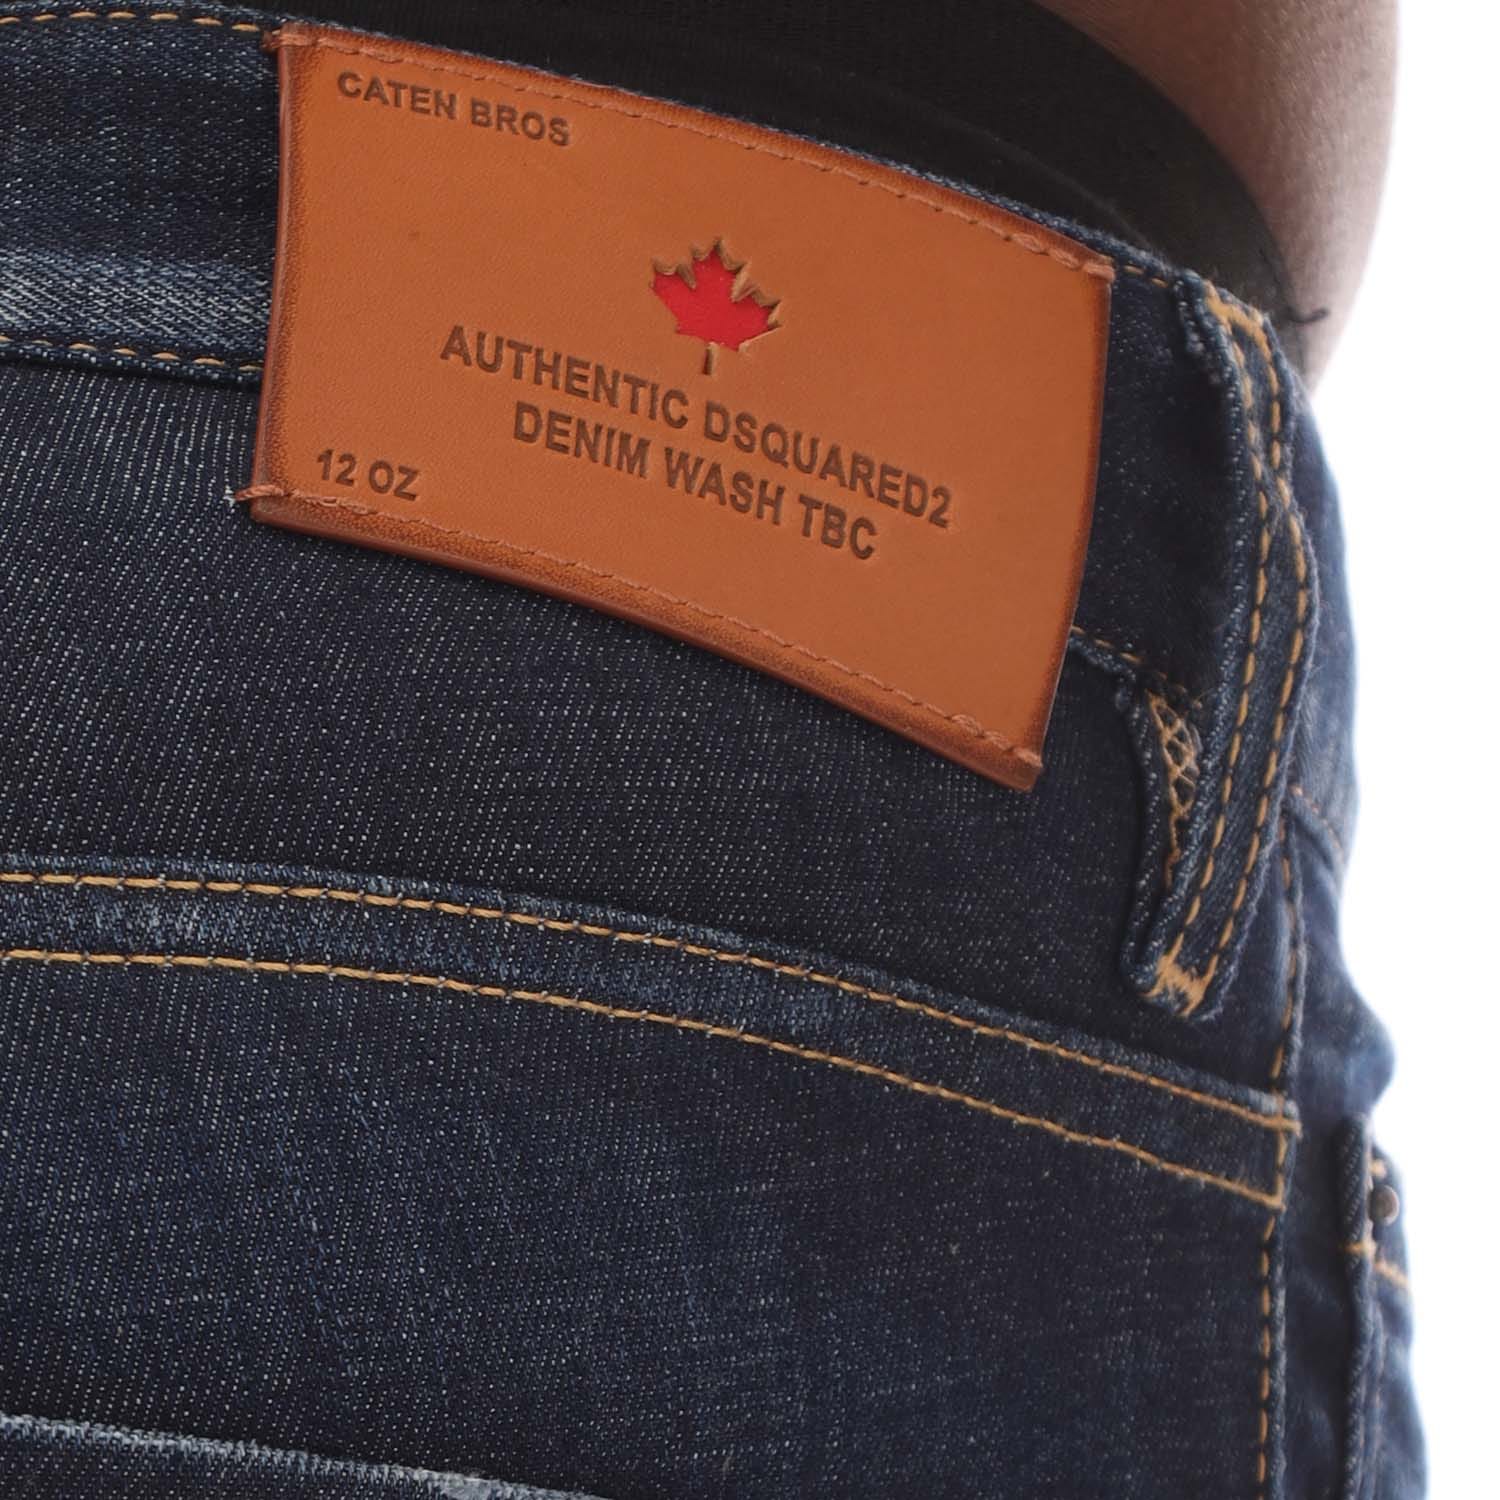 CATEN BROS
AUTHENTIC DSQUARED2
DENIM WASH TBC
12 OZ